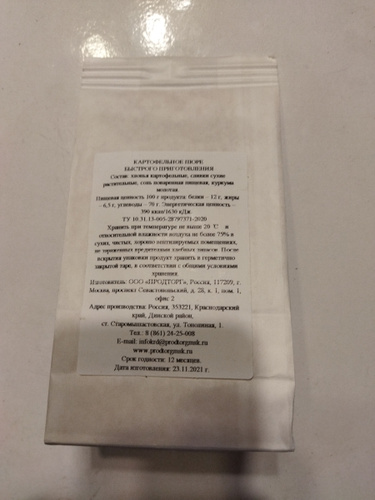 КАРТОФЕЛЬНОЕ ПЮРЕ
БЫСТРОГО ПРИГОТОВЛЕНИЯ
Состав: хлопья картофельные, сливки сухие
растительные, соль поваренная пищевая, куркума
молотая.
Пищевая ценность 100 г продукта: белки – 12 г, жиры
– 6,5 г, углеводы – 70 г. Энергетическая ценность –
390 ккал/1630 кДж.
ТУ 10.31.13-005-2Г797371-2020
Хранить при температуре не выше 20 °С и
относительной влажности воздуха не более 75% в
сухих, чистых, хорошо вентилируемых помещениях,
не зараженных вредителями хлебных запасов. После
вскрытия упаковки продукт хранить в герметично
закрытой таре, в соответствии с общими условиями
хранения.
Изготовитель: ООО «ПРОДТОРГ», Россия, 117209, г.
Москва, проспект Севастопольский, д. 28, к. 1, пом. 1,
офис 2
Адрес производства: Россия, 353221, Краснодарский
край, Динской район,
ст. Старомышастовская, ул.
Тел.: 8 (861) 24-25-008
E-mail: infokrd@prodtorgmsk.ru
www.prodtorgmsk.ru
Срок годности: 12 месяцев.
Дата изготовления: 23.11.2021 г.